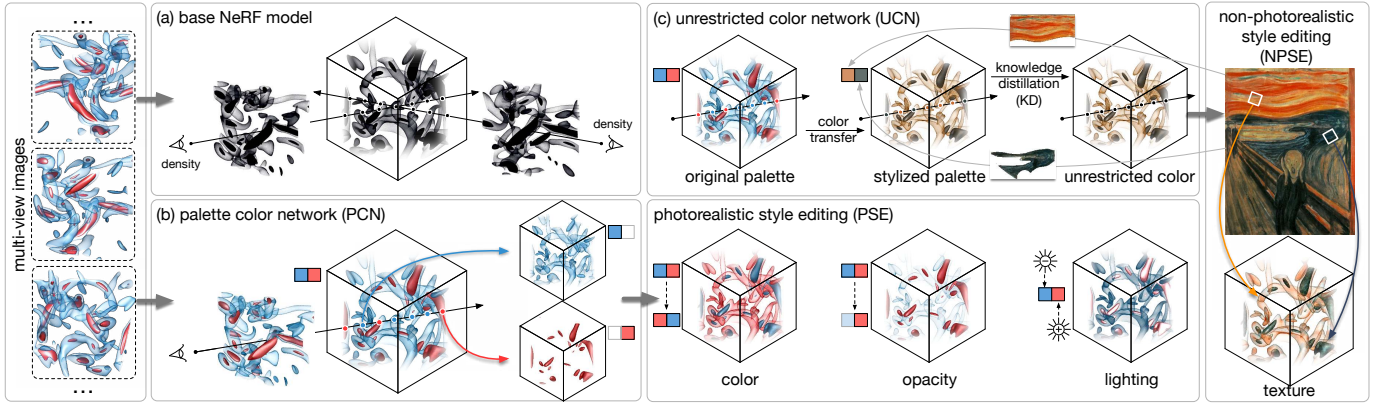 ...
multi-view images
...
(a) base NeRF model
density
density
(b) palette color network (PCN)
(c) unrestricted color network (UCN)
original palette
color
transfer
stylized palette
knowledge
distillation
(KD)
unrestricted color
photorealistic style editing (PSE)
color
opacity
lighting
non-photorealistic
style editing
(NPSE)
texture